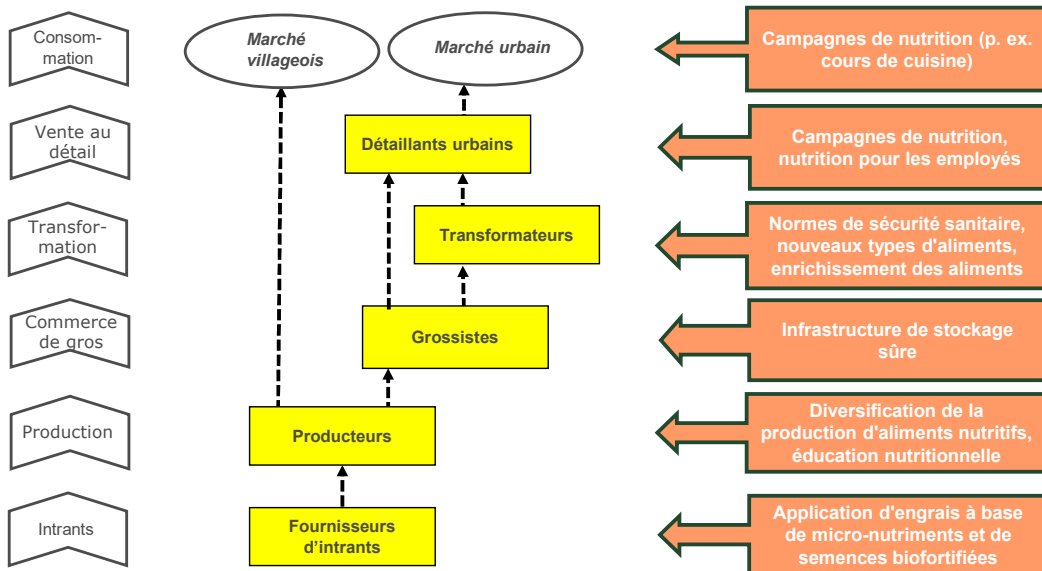 Consom-
mation
Marché
villageois
Marché urbain
Campagnes de nutrition (p. ex.
cours de cuisine)
Vente au
détail
Détaillants urbains
Campagnes de nutrition,
nutrition pour les employés
Transfor-
mation
Transformateurs
Normes de sécurité sanitaire,
nouveaux types d'aliments,
enrichissement des aliments
Commerce
de gros
Grossistes
Infrastructure de stockage
sûre
Production
Producteurs
Diversification de la
production d'aliments nutritifs,
éducation nutritionnelle
Intrants
Fournisseurs
d’intrants
Application d'engrais à base
de micro-nutriments et de
semences biofortifiées